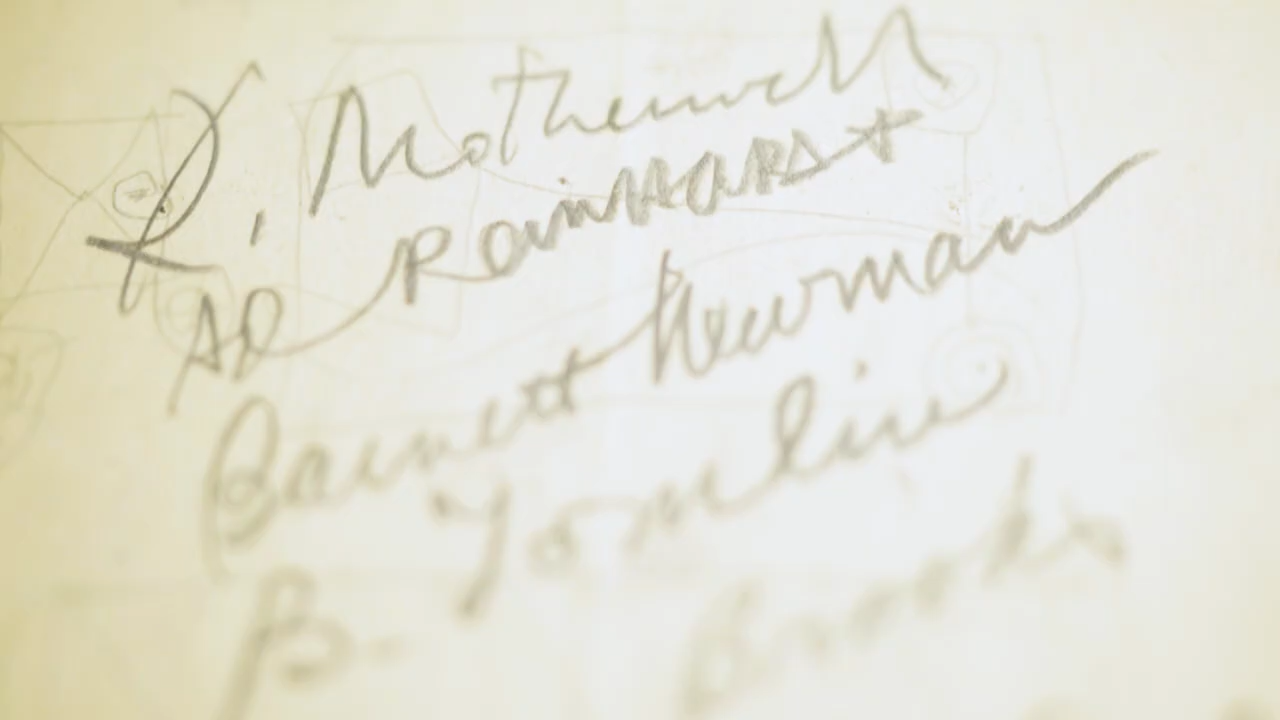 R. Motherwell
Ad Reinhardt
Barnett Newman
B. Tomlin
Brooks